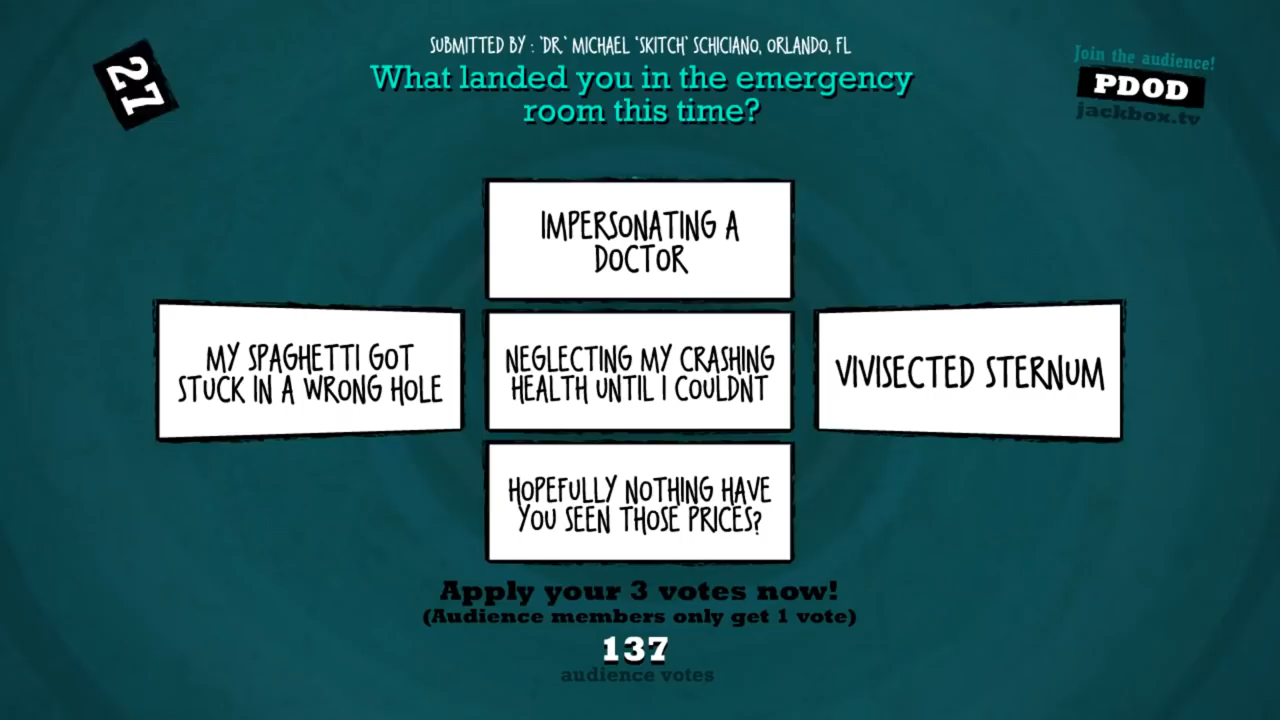 27
SUBMITTED BY : 'DR.' MICHAEL 'SKITCH' SCHICIANO, ORLANDO, FL
What landed you in the emergency
room this time?
Join the audience!
PDOD
jackbox.tv
IMPERSONATING A
DOCTOR
MY SPAGHETTI GOT
STUCK IN A WRONG HOLE
NEGLECTING MY CRASHING
HEALTH UNTIL I COULDNT
VIVISECTED STERNUM
HOPEFULLY NOTHING HAVE
YOU SEEN THOSE PRICES?
Apply your 3 votes now!
(Audience members only get 1 vote)
137
audience votes